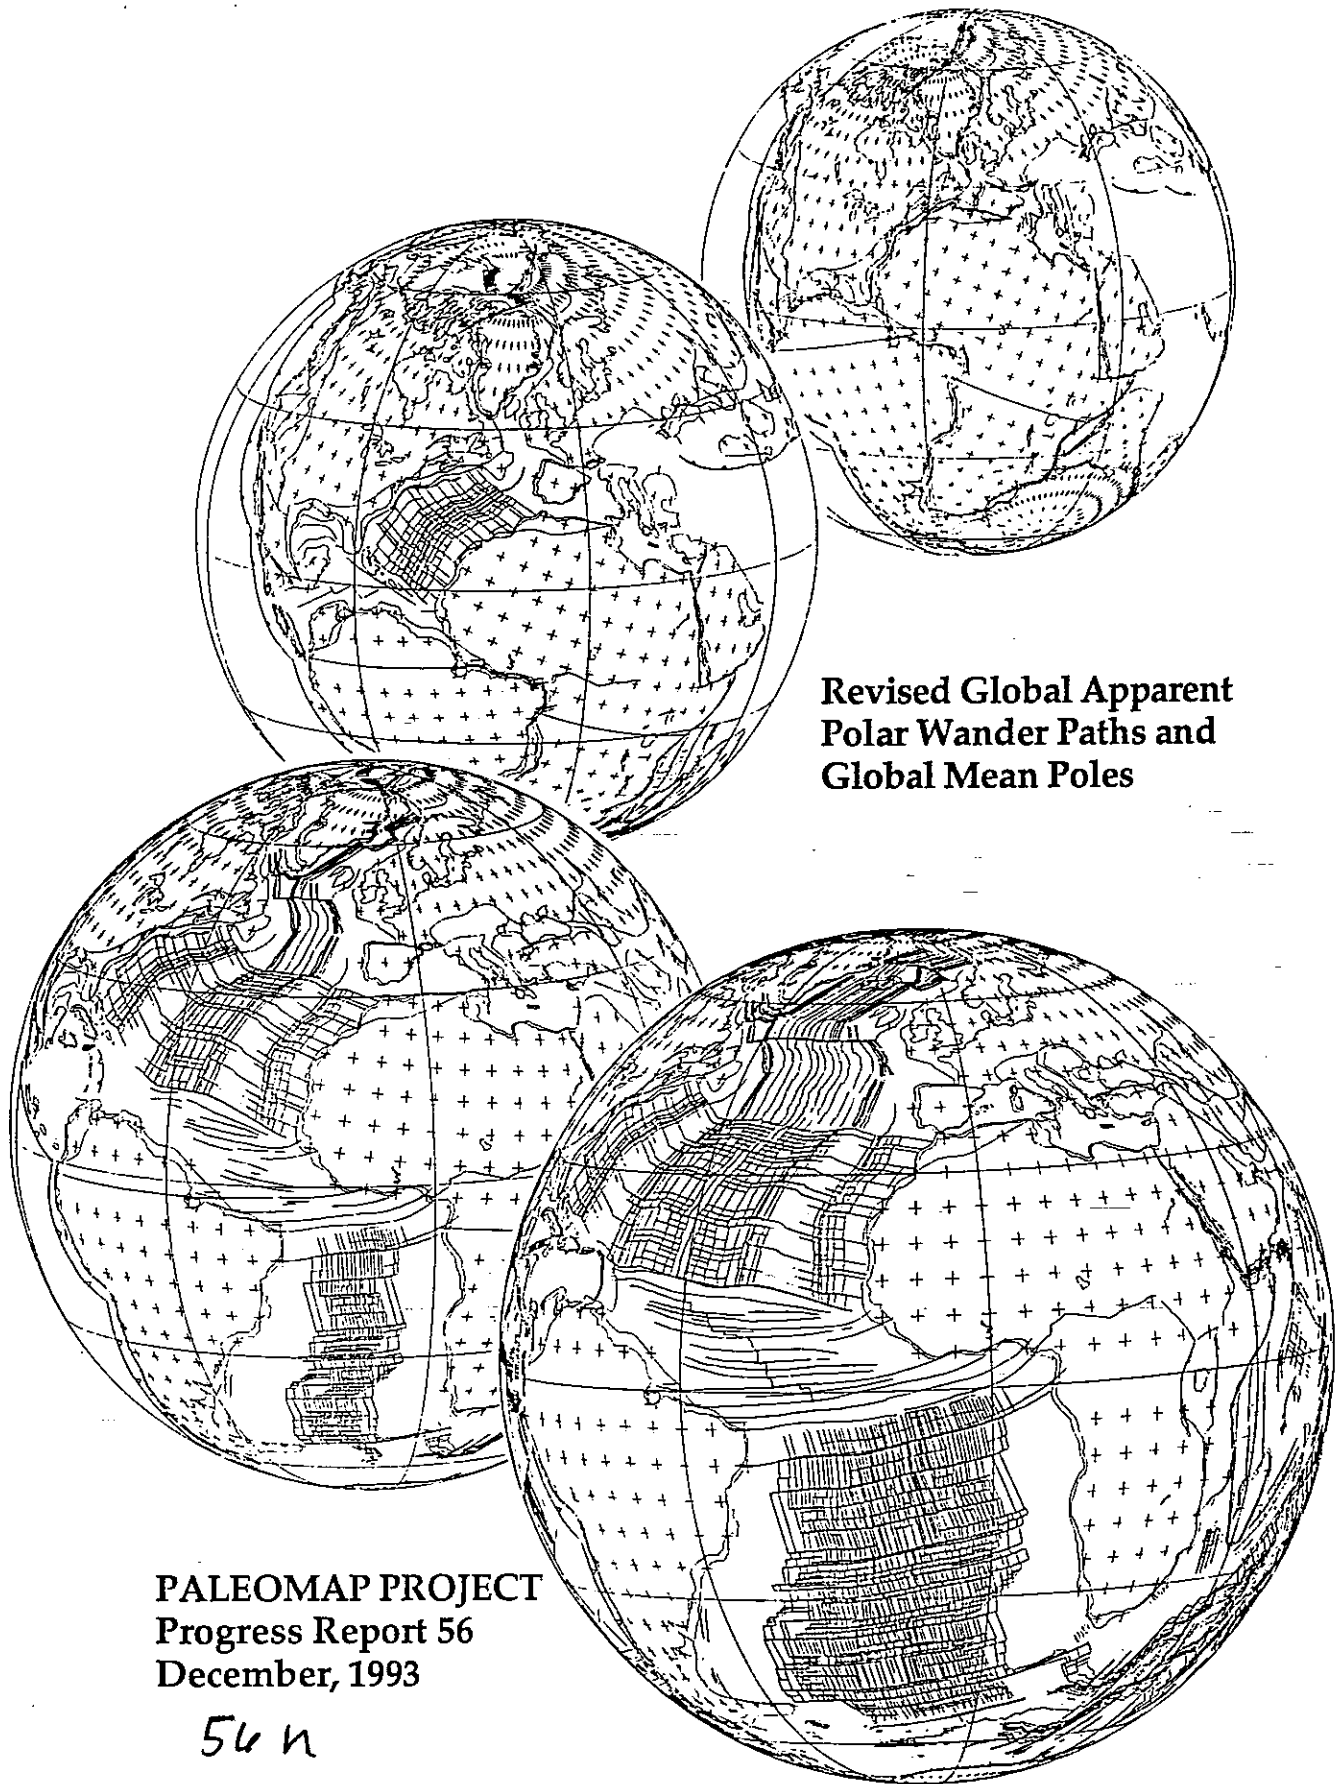 Revised Global Apparent
Polar Wander Paths and
Global Mean Poles
PALEOMAP PROJECT
Progress Report 56
December, 1993
56 n